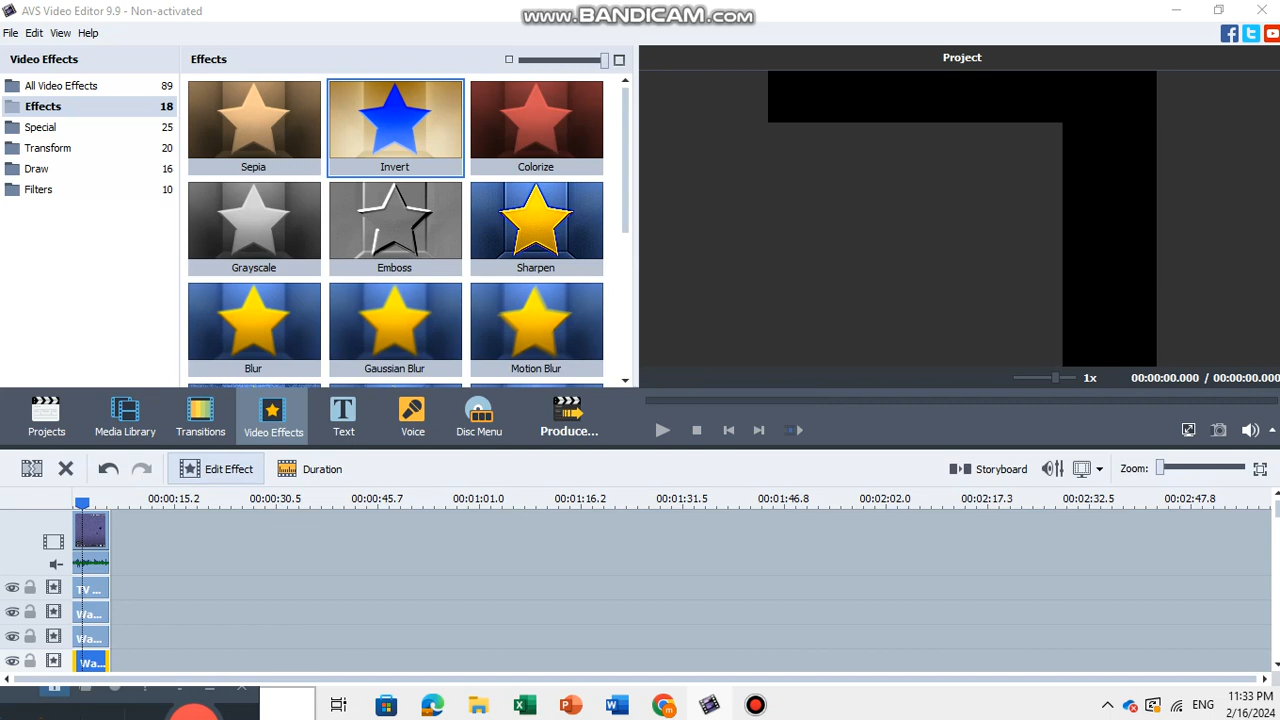 AVS Video Editor 9.9 - Non-activated
www.BANDICAM.com
File Edit View Help
Video Effects
Effects
Project
All Video Effects 89
Effects 18
Special 25
Transform 20
Draw 16
Filters 10
Sepia
Invert
Colorize
Grayscale
Emboss
Sharpen
Blur
Gaussian Blur
Motion Blur
1x 00:00:00.000 / 00:00:00.000
Projects
Media Library
Transitions
Video Effects
Text
Voice
Disc Menu
Produce...
Edit Effect
Duration
Storyboard
Zoom:
00:00:15.2 00:00:30.5 00:00:45.7 00:01:01.0 00:01:16.2 00:01:31.5 00:01:46.8 00:02:02.0 00:02:17.3 00:02:32.5 00:02:47.8
TV ...
Wa...
Wa...
Wa...
ENG
11:33 PM
2/16/2024